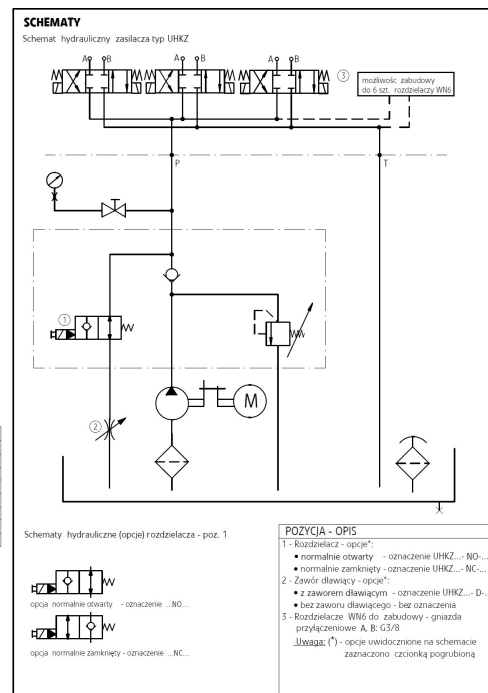 SCHEMATY
Schemat hydrauliczny zasilacza typ UHKZ
A B A B A B
3
możliwośc zabudowy
do 6 szt. rozdzielaczy WN6
P T
1
M
2
Schematy hydrauliczne (opcje) rozdzielacza - poz. 1
opcja normalnie otwarty - oznaczenie ...NO...
opcja normalnie zamknięty - oznaczenie ...NC...
POZYCJA - OPIS
1 - Rozdzielacz - opcje*:
• normalnie otwarty - oznaczenie UHKZ...- NO-...
• normalnie zamknięty - oznaczenie UHKZ...- NC-...
2 - Zawór dławiący - opcje*:
• z zaworem dławiącym - oznaczenie UHKZ...- D-...
• bez zaworu dławiącego - bez oznaczenia
3 - Rozdzielacze WN6 do zabudowy - gniazda
przyłączeniowe A, B: G3/8
Uwaga: (*) - opcje uwidocznione na schemacie
zaznaczono czcionką pogrubioną